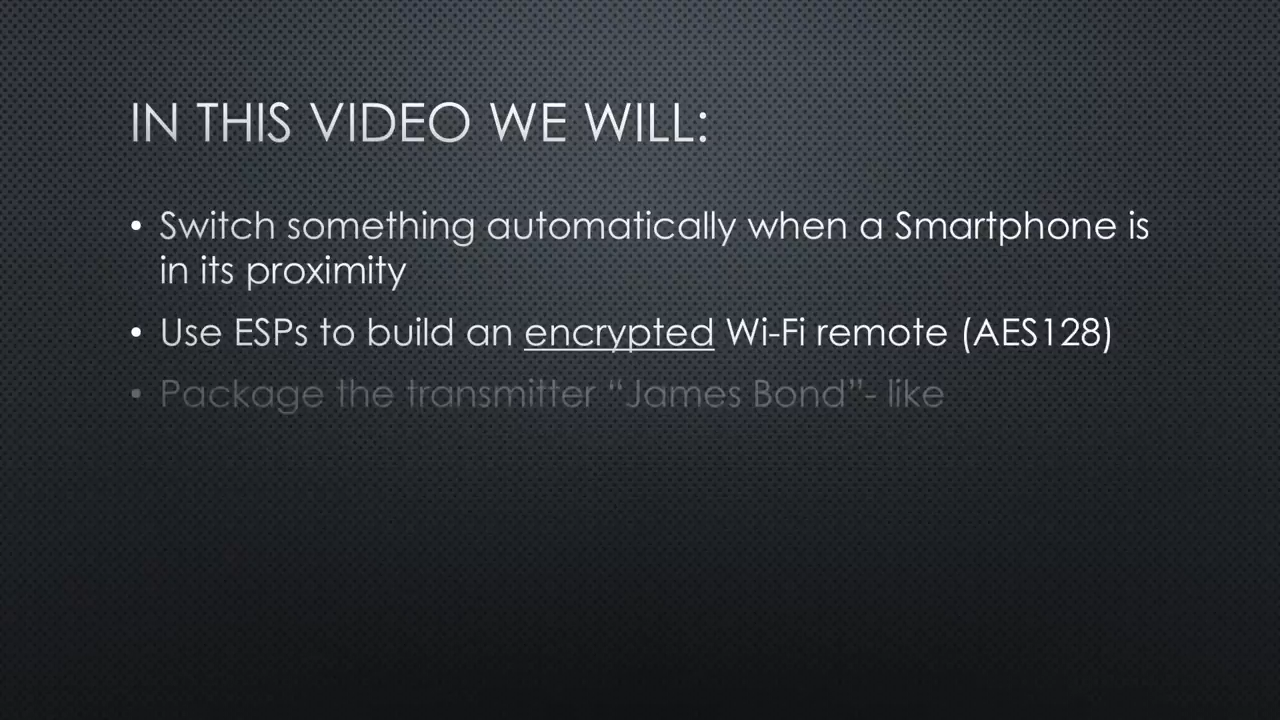 IN THIS VIDEO WE WILL:
• Switch something automatically when a Smartphone is
in its proximity
• Use ESPs to build an encrypted Wi-Fi remote (AES128)
• Package the transmitter “James Bond”- like